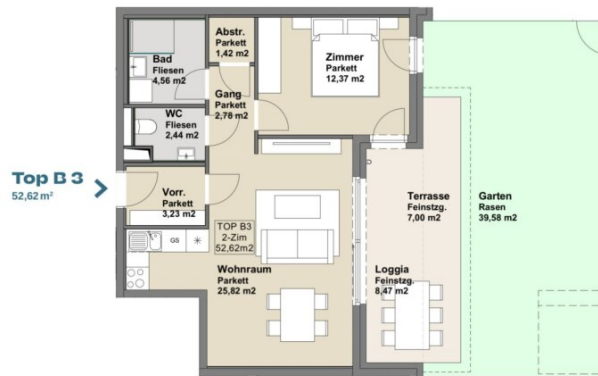 Abstr.
Parkett
1,42 m2
Bad
Fliesen
4,56 m2
Zimmer
Parkett
12,37 m2
Gang
Parkett
2,78 m2
WC
Fliesen
2,44 m2
Top B 3
52,62 m²
Vorr.
Parkett
3,23 m2
TOP B3
2-Zim
52,62m2
GS
Wohnraum
Parkett
25,82 m2
Terrasse
Feinstzg.
7,00 m2
Garten
Rasen
39,58 m2
Loggia
Feinstzg.
8,47 m2